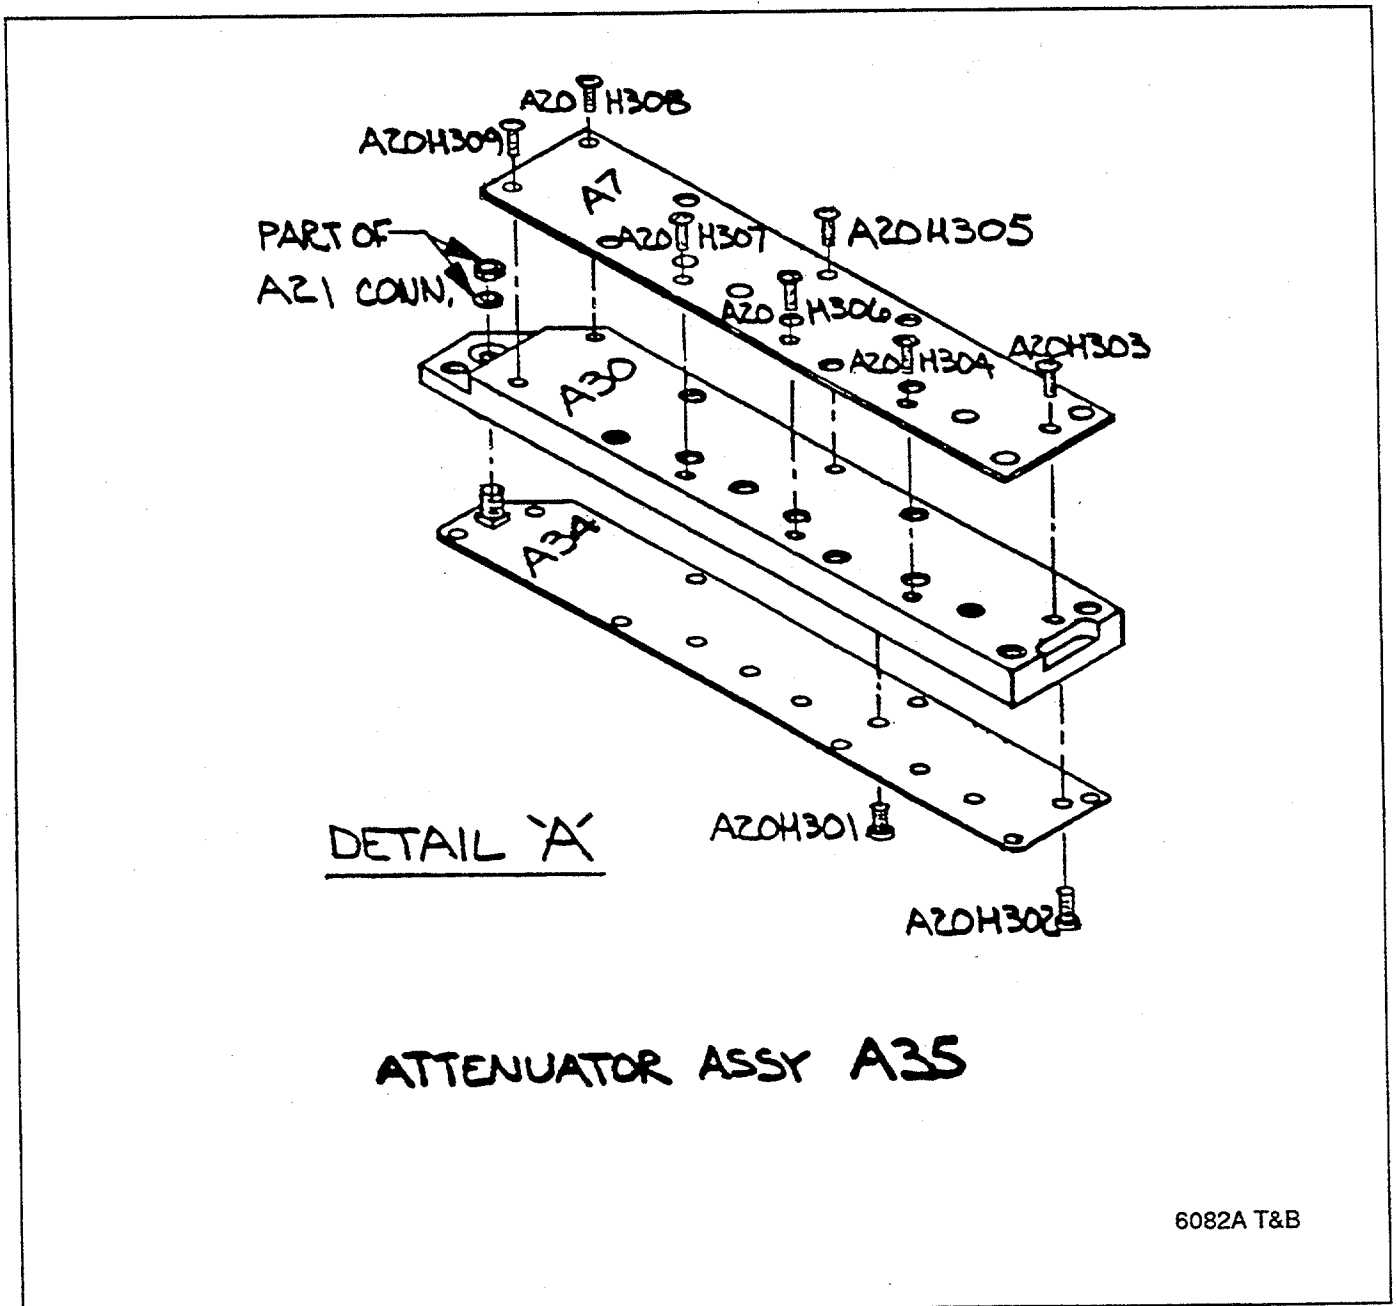 A20 H308
A20H309
A7
PART OF
A21 CONN.
A20 H307
A20H305
A20 H306
A20 H304
A20H303
A30
A34
A20H301
A20H302
DETAIL 'A'
ATTENUATOR ASSY A35
6082A T&B